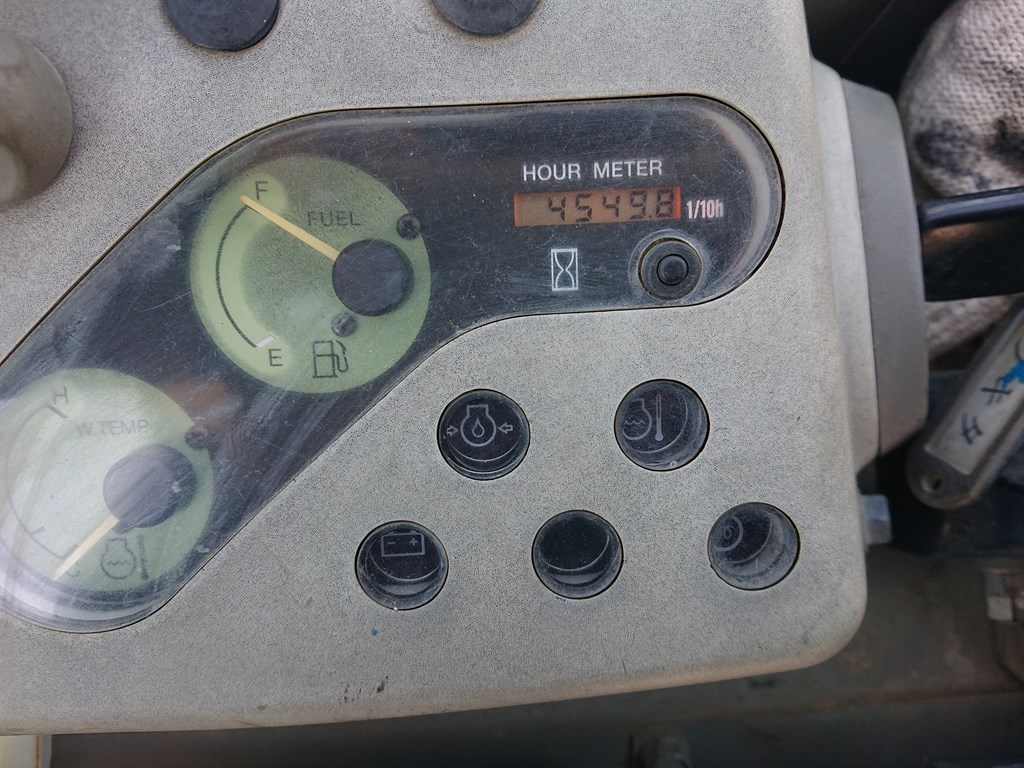 HOUR METER
4549.8 1/10h
F
FUEL
E
H
W.TEMP.
C